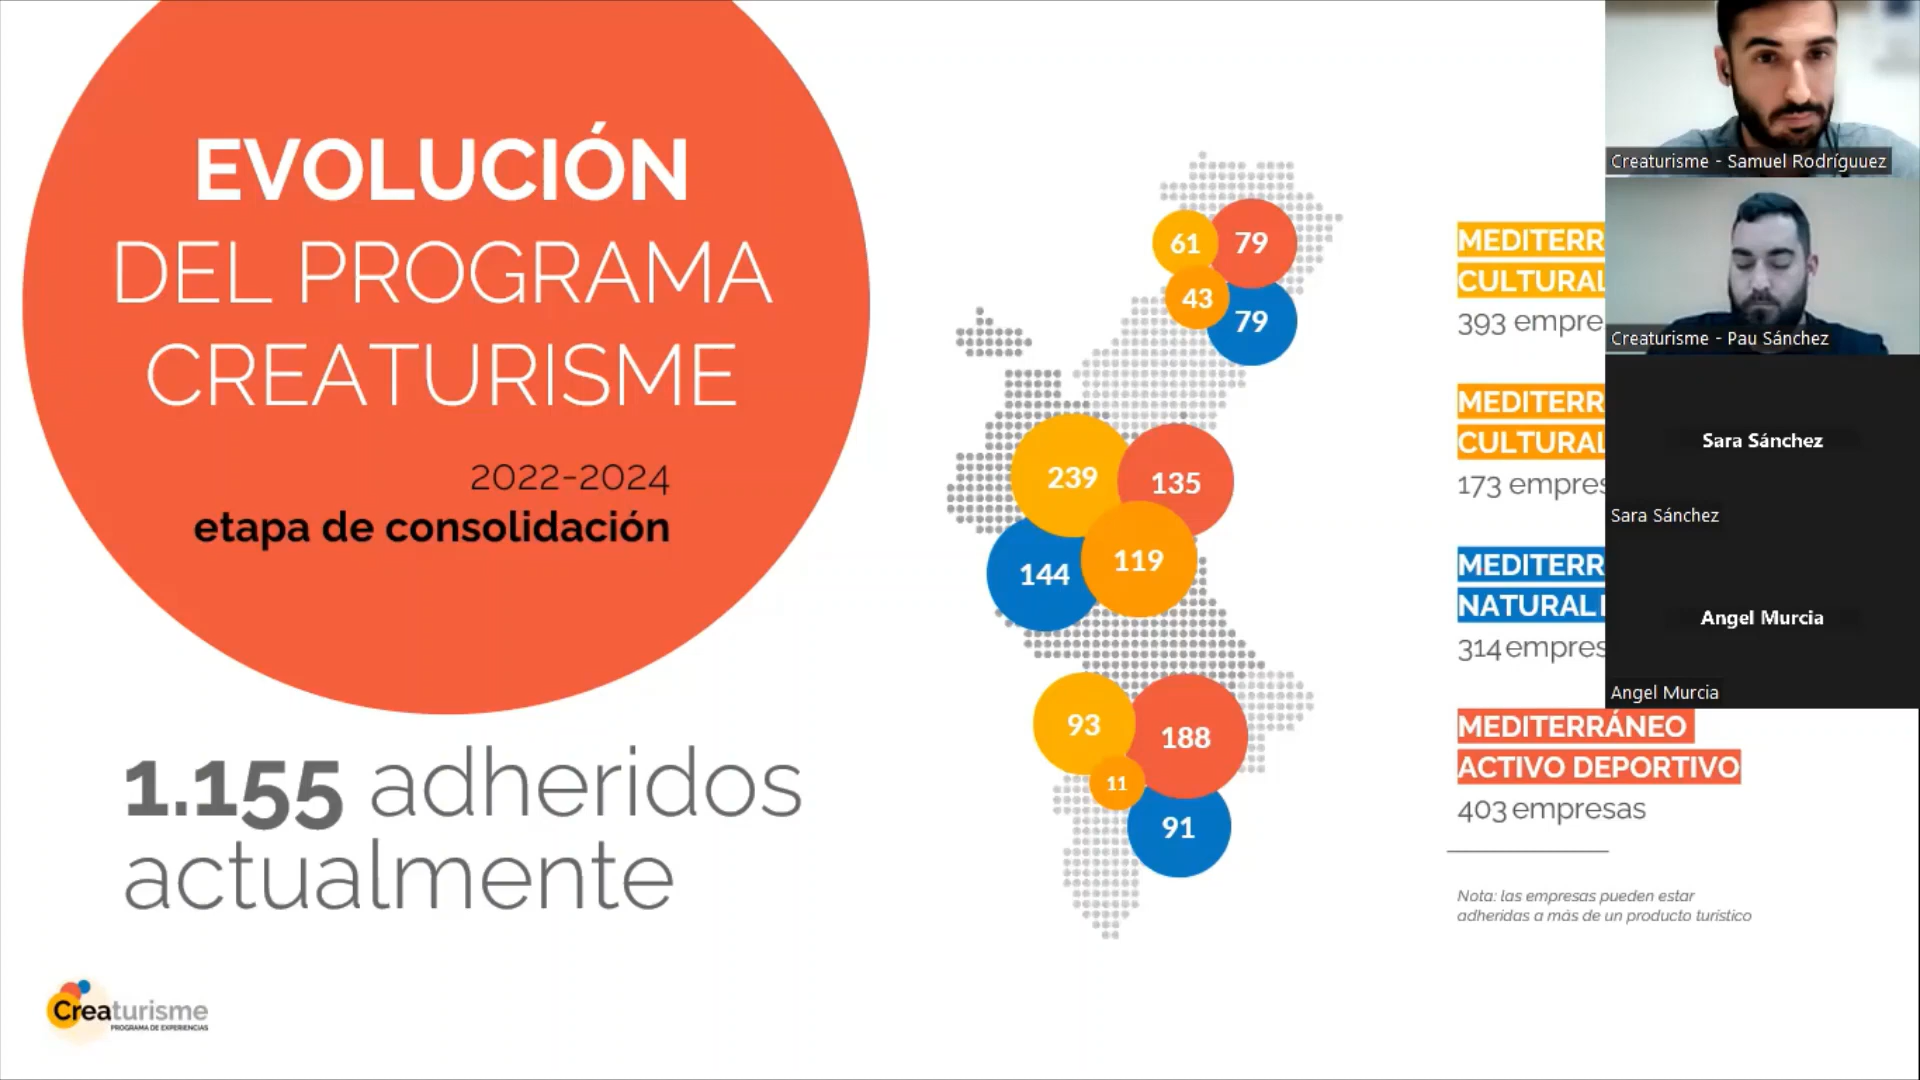 EVOLUCIÓN
DEL PROGRAMA
CREATURISME
2022-2024
etapa de consolidación
1.155 adheridos
actualmente
Creaturisme
PROGRAMA DE EXPERIENCIAS
61
79
43
79
239
135
144
119
93
188
11
91
MEDITERR
CULTURAL
393 empre
MEDITERR
CULTURAL
173 empres
MEDITERR
NATURAL
314 empres
MEDITERRÁNEO
ACTIVO DEPORTIVO
403 empresas
Nota: las empresas pueden estar
adheridas a más de un producto turístico
Creaturisme - Samuel Rodríguuez
Creaturisme - Pau Sánchez
Sara Sánchez
Sara Sánchez
Angel Murcia
Angel Murcia